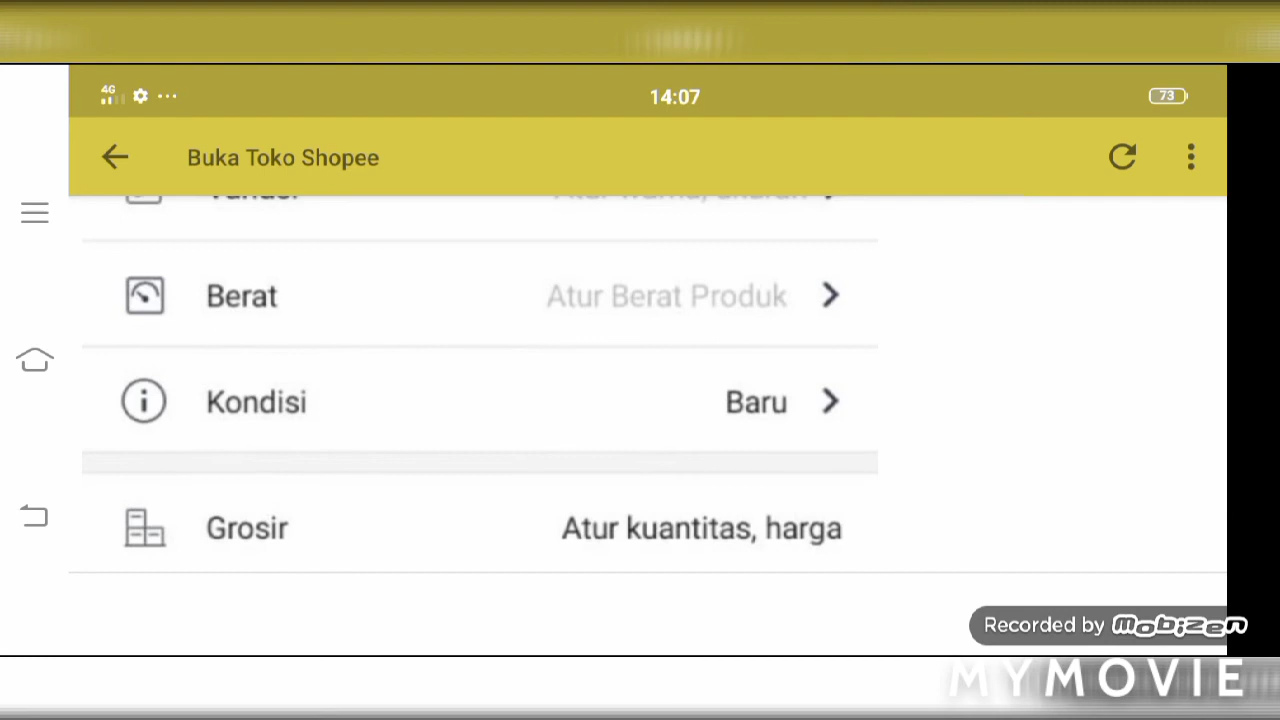 4G 14:07 73
Buka Toko Shopee
Berat Atur Berat Produk
Kondisi Baru
Grosir Atur kuantitas, harga
Recorded by mobizen
MYMOVIE